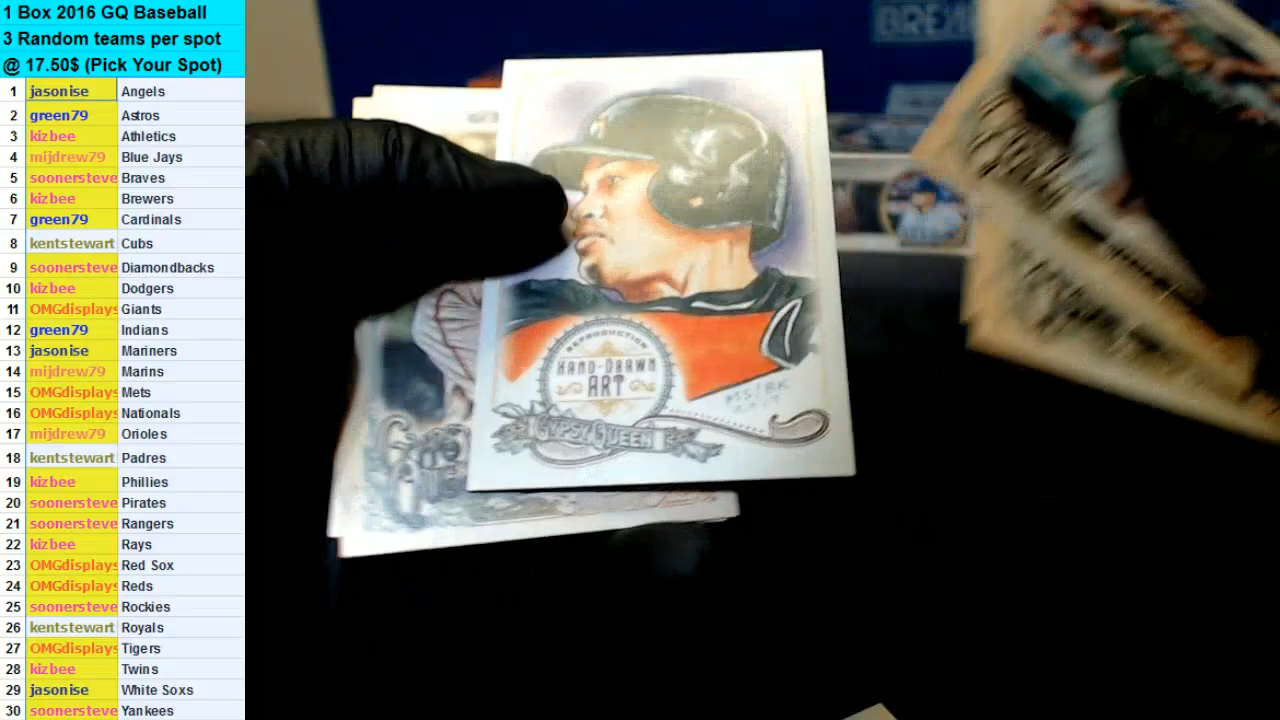 1 Box 2016 GQ Baseball
3 Random teams per spot
@ 17.50$ (Pick Your Spot)
1 jasonise Angels
2 green79 Astros
3 kizbee Athletics
4 mijdrew79 Blue Jays
5 soonersteve Braves
6 kizbee Brewers
7 green79 Cardinals
8 kentstewart Cubs
9 soonersteve Diamondbacks
10 kizbee Dodgers
11 OMGdisplays Giants
12 green79 Indians
13 jasonise Mariners
14 mijdrew79 Marins
15 OMGdisplays Mets
16 OMGdisplays Nationals
17 mijdrew79 Orioles
18 kentstewart Padres
19 kizbee Phillies
20 soonersteve Pirates
21 soonersteve Rangers
22 kizbee Rays
23 OMGdisplays Red Sox
24 OMGdisplays Reds
25 soonersteve Rockies
26 kentstewart Royals
27 OMGdisplays Tigers
28 kizbee Twins
29 jasonise White Soxs
30 soonersteve Yankees
REPRODUCTION
HAND-DRAWN
ART
GYPSY QUEEN